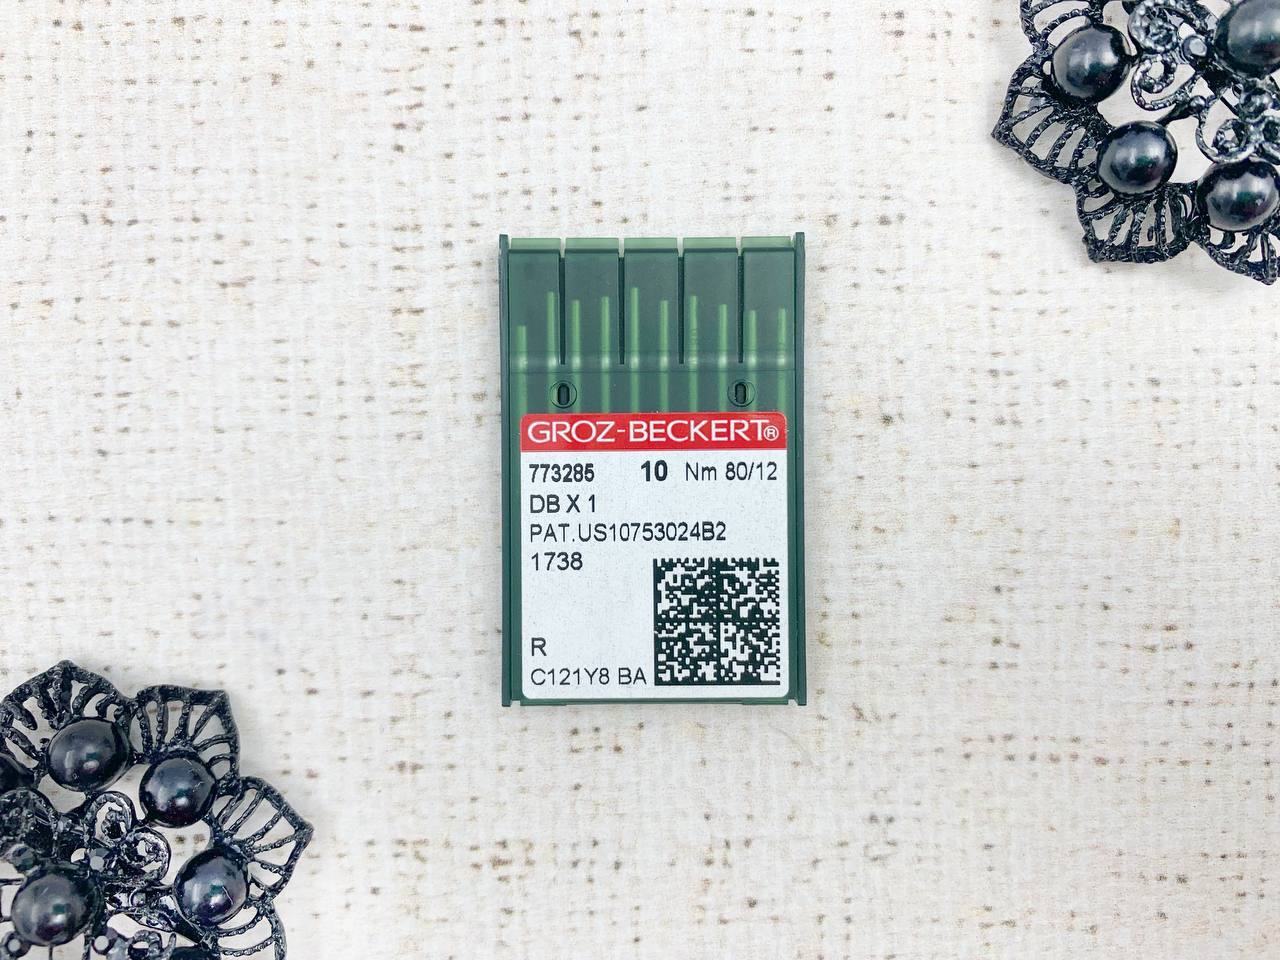 GROZ-BECKERT®
773285 10 Nm 80/12
DB X 1
PAT.US10753024B2
1738
R
C121Y8 BA